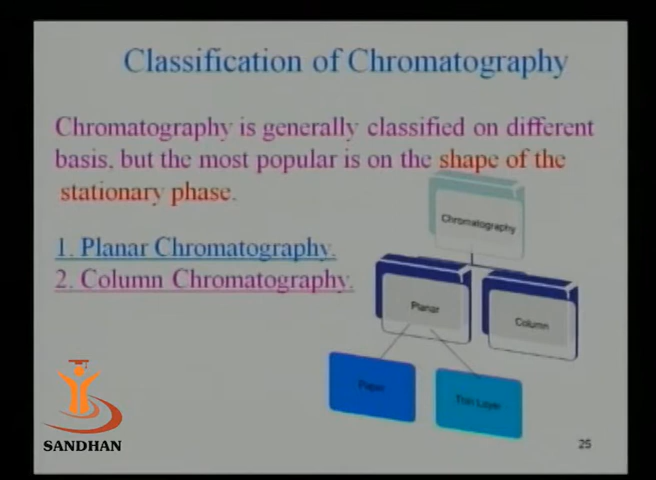 Classification of Chromatography
Chromatography is generally classified on different
basis, but the most popular is on the shape of the
stationary phase.
1. Planar Chromatography.
2. Column Chromatography.
Chromatography
Planar
Column
Paper
Thin Layer
SANDHAN
25